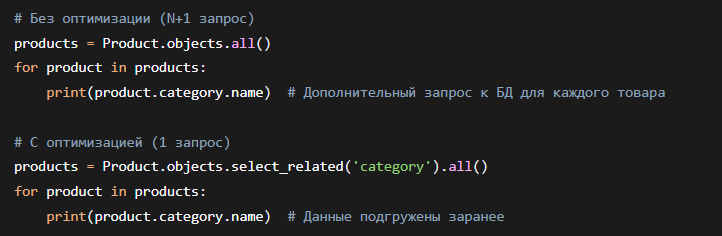 # Без оптимизации (N+1 запрос)
products = Product.objects.all()
for product in products:
    print(product.category.name)  # Дополнительный запрос к БД для каждого товара

# С оптимизацией (1 запрос)
products = Product.objects.select_related('category').all()
for product in products:
    print(product.category.name)  # Данные подгружены заранее